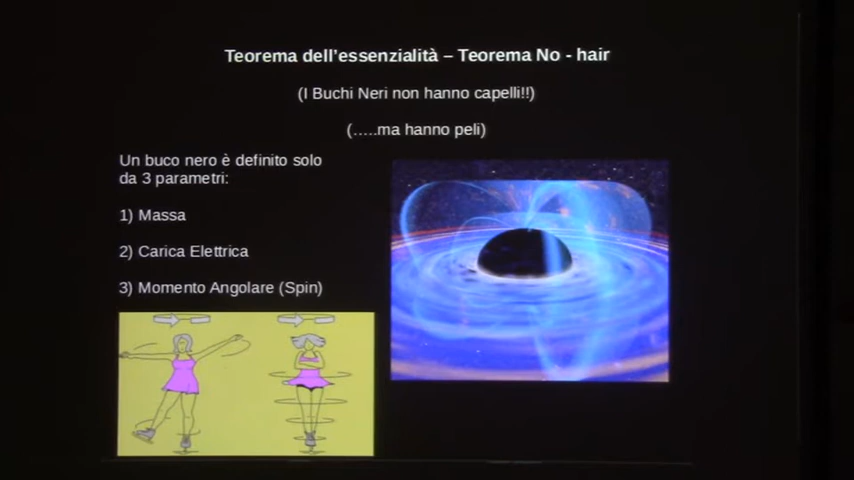 Teorema dell'essenzialità – Teorema No - hair
(I Buchi Neri non hanno capelli!!)
(.....ma hanno peli)
Un buco nero è definito solo
da 3 parametri:
1) Massa
2) Carica Elettrica
3) Momento Angolare (Spin)